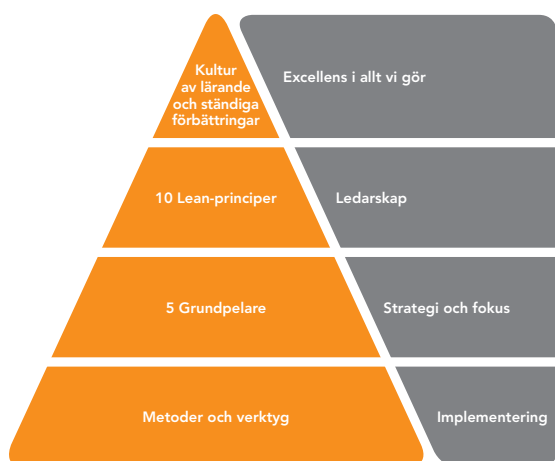 Kultur
av lärande
och ständiga
förbättringar
Excellens i allt vi gör
10 Lean-principer
Ledarskap
5 Grundpelare
Strategi och fokus
Metoder och verktyg
Implementering